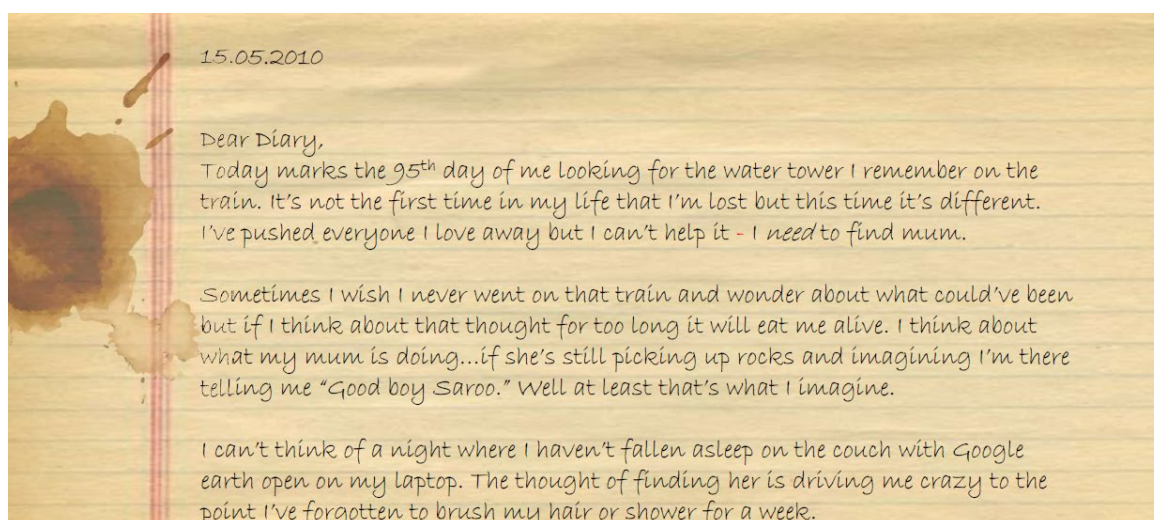 15.05.2010
Dear Diary,
Today marks the 95th day of me looking for the water tower I remember on the
train. It's not the first time in my life that I'm lost but this time it's different.
I've pushed everyone I love away but I can't help it - I need to find mum.
Sometimes I wish I never went on that train and wonder about what could've been
but if I think about that thought for too long it will eat me alive. I think about
what my mum is doing...if she's still picking up rocks and imagining I'm there
telling me "Good boy Saroo." Well at least that's what I imagine.
I can't think of a night where I haven't fallen asleep on the couch with Google
earth open on my laptop. The thought of finding her is driving me crazy to the
point I've forgotten to brush my hair or shower for a week.